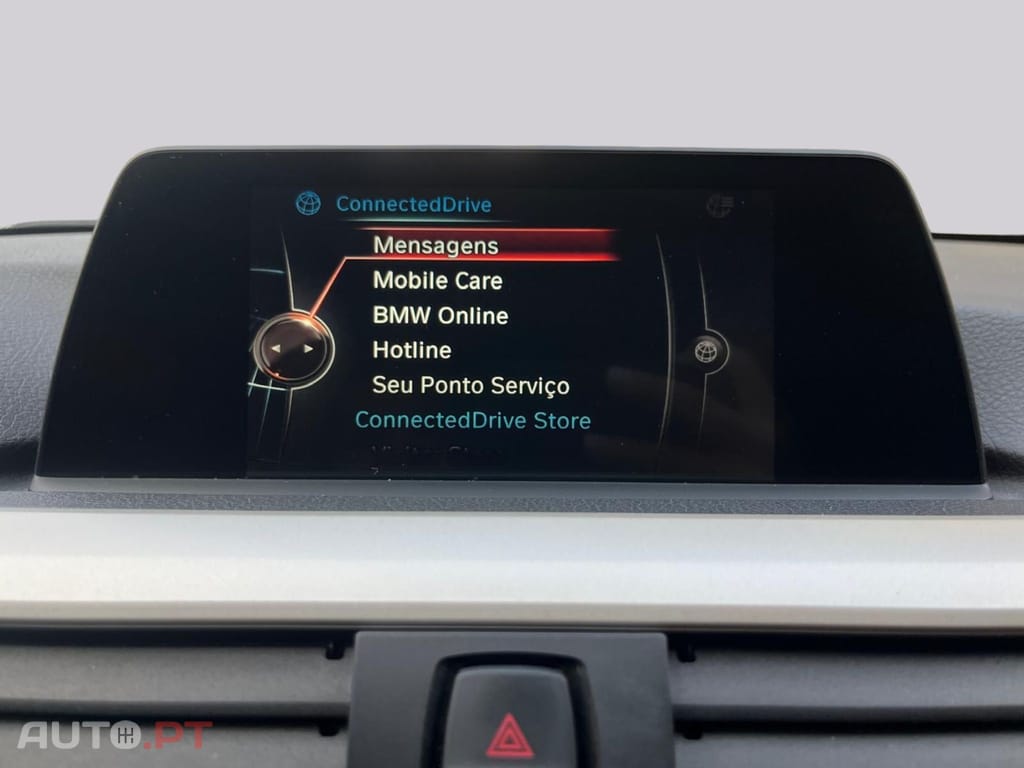 ConnectedDrive
Mensagens
Mobile Care
BMW Online
Hotline
Seu Ponto Serviço
ConnectedDrive Store
AUTO.PT